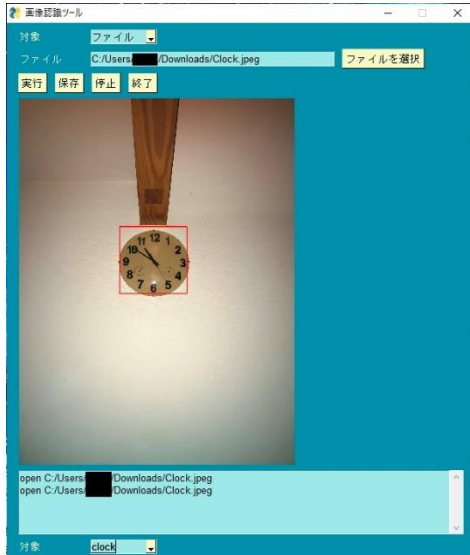 画像認識ツール
対象 ファイル
ファイル C:/Users/ /Downloads/Clock.jpeg ファイルを選択
実行 保存 停止 終了
11 12 1
10 2
9 3
8 4
7 6 5
open C:/Users/ /Downloads/Clock.jpeg
open C:/Users/ /Downloads/Clock.jpeg
対象 clock